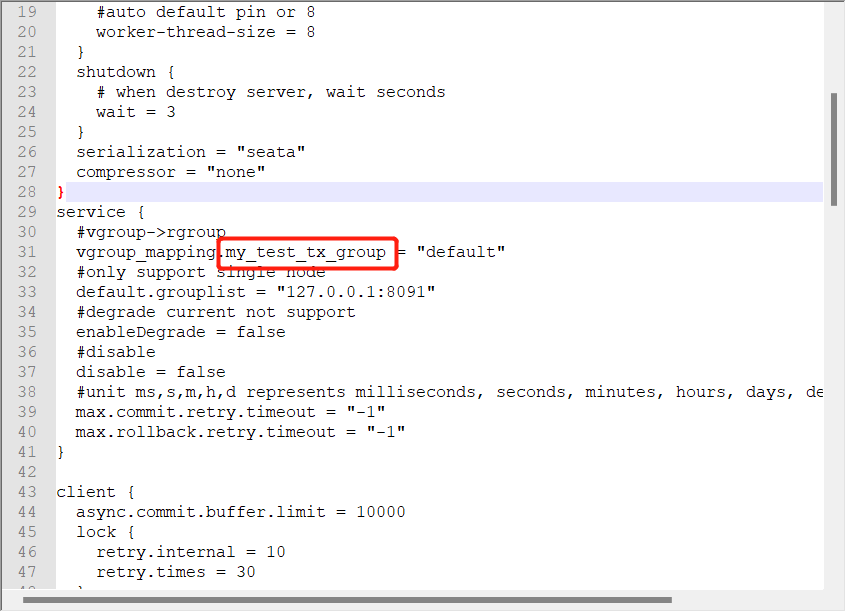 19 #auto default pin or 8
20 worker-thread-size = 8
21 }
22 shutdown {
23 # when destroy server, wait seconds
24 wait = 3
25 }
26 serialization = "seata"
27 compressor = "none"
28 }
29 service {
30 #vgroup->rgroup
31 vgroup_mapping.my_test_tx_group = "default"
32 #only support single node
33 default.grouplist = "127.0.0.1:8091"
34 #degrade current not support
35 enableDegrade = false
36 #disable
37 disable = false
38 #unit ms,s,m,h,d represents milliseconds, seconds, minutes, hours, days, de
39 max.commit.retry.timeout = "-1"
40 max.rollback.retry.timeout = "-1"
41 }
42
43 client {
44 async.commit.buffer.limit = 10000
45 lock {
46 retry.internal = 10
47 retry.times = 30